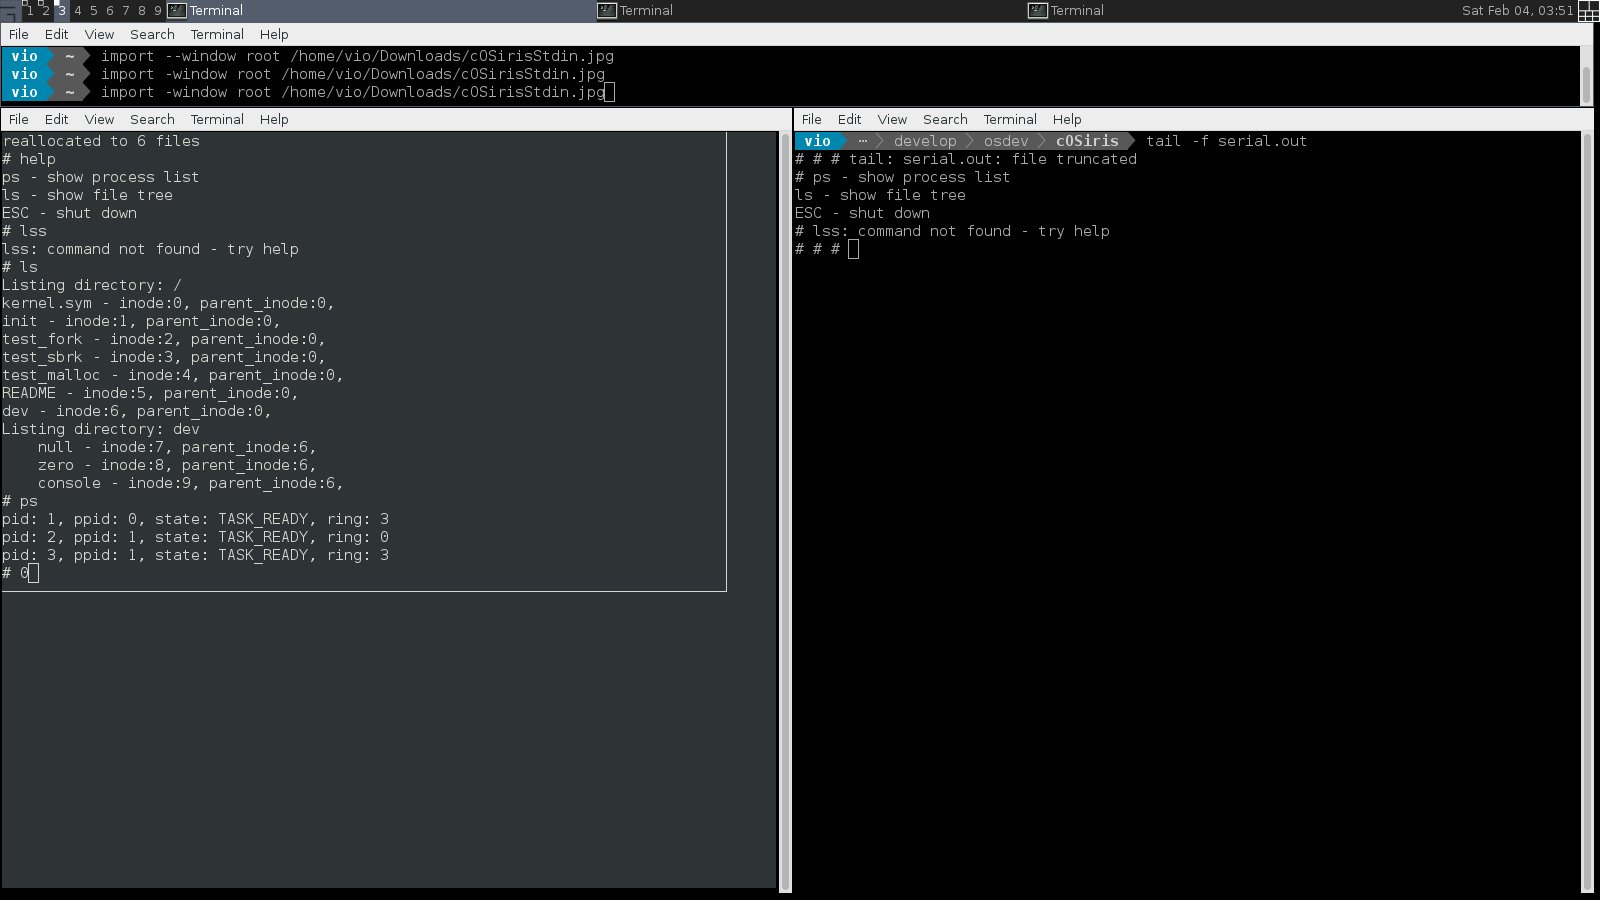 1 2 3 4 5 6 7 8 9 Terminal Terminal Terminal Sat Feb 04, 03:51
File Edit View Search Terminal Help
vio ~ import --window root /home/vio/Downloads/cOSirisStdin.jpg
vio ~ import -window root /home/vio/Downloads/cOSirisStdin.jpg
vio ~ import -window root /home/vio/Downloads/cOSirisStdin.jpg
File Edit View Search Terminal Help
reallocated to 6 files
# help
ps - show process list
ls - show file tree
ESC - shut down
# lss
lss: command not found - try help
# ls
Listing directory: /
kernel.sym - inode:0, parent_inode:0,
init - inode:1, parent_inode:0,
test_fork - inode:2, parent_inode:0,
test_sbrk - inode:3, parent_inode:0,
test_malloc - inode:4, parent_inode:0,
README - inode:5, parent_inode:0,
dev - inode:6, parent_inode:0,
Listing directory: dev
    null - inode:7, parent_inode:6,
    zero - inode:8, parent_inode:6,
    console - inode:9, parent_inode:6,
# ps
pid: 1, ppid: 0, state: TASK_READY, ring: 3
pid: 2, ppid: 1, state: TASK_READY, ring: 0
pid: 3, ppid: 1, state: TASK_READY, ring: 3
# 0
File Edit View Search Terminal Help
vio ⋯ develop osdev cOSiris tail -f serial.out
# # # tail: serial.out: file truncated
# ps - show process list
ls - show file tree
ESC - shut down
# lss: command not found - try help
# # #